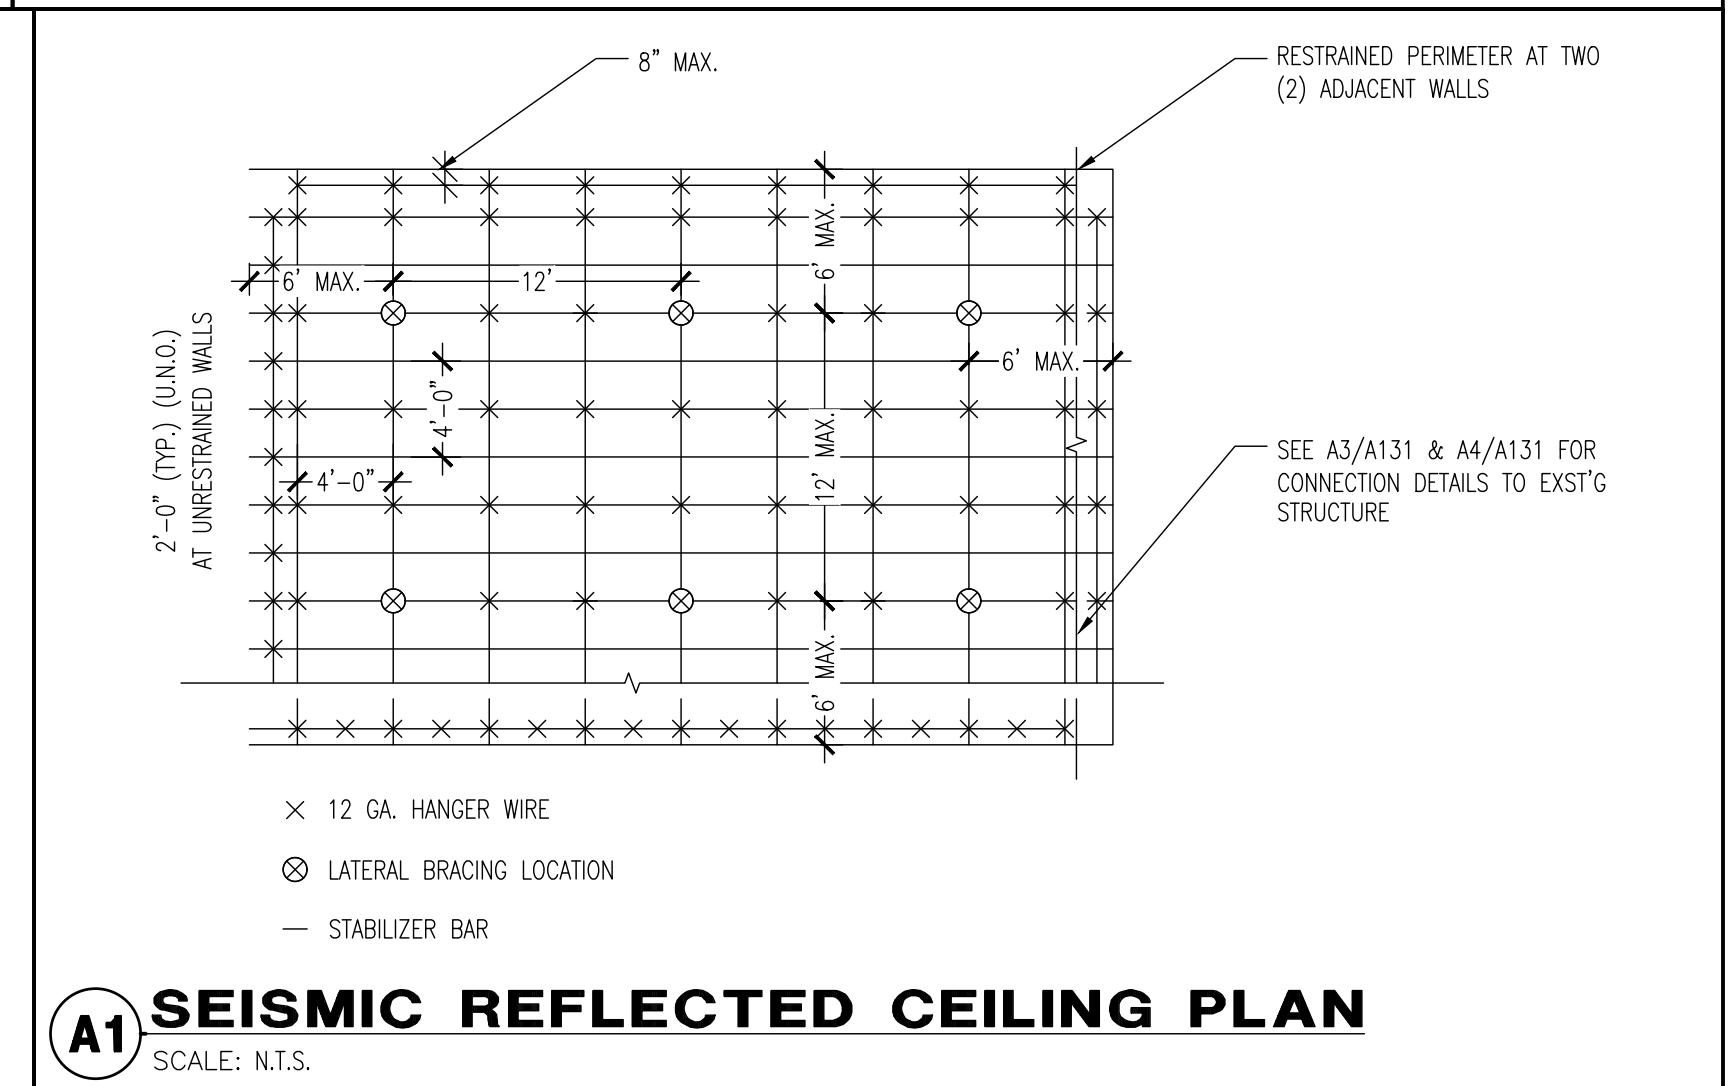 8" MAX.
RESTRAINED PERIMETER AT TWO
(2) ADJACENT WALLS
6' MAX.
6' MAX.
12'
2'-0" (TYP.) (U.N.O.)
AT UNRESTRAINED WALLS
6' MAX.
4'-0"
12' MAX.
4'-0"
SEE A3/A131 & A4/A131 FOR
CONNECTION DETAILS TO EXST'G
STRUCTURE
6' MAX.
12 GA. HANGER WIRE
LATERAL BRACING LOCATION
STABILIZER BAR
A1
SEISMIC REFLECTED CEILING PLAN
SCALE: N.T.S.